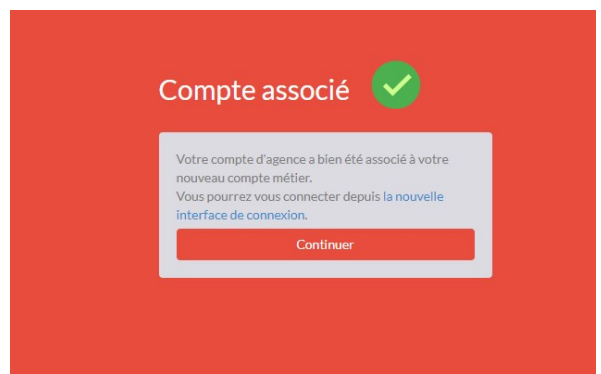 Compte associé
Votre compte d'agence a bien été associé à votre
nouveau compte métier.
Vous pourrez vous connecter depuis la nouvelle
interface de connexion.
Continuer